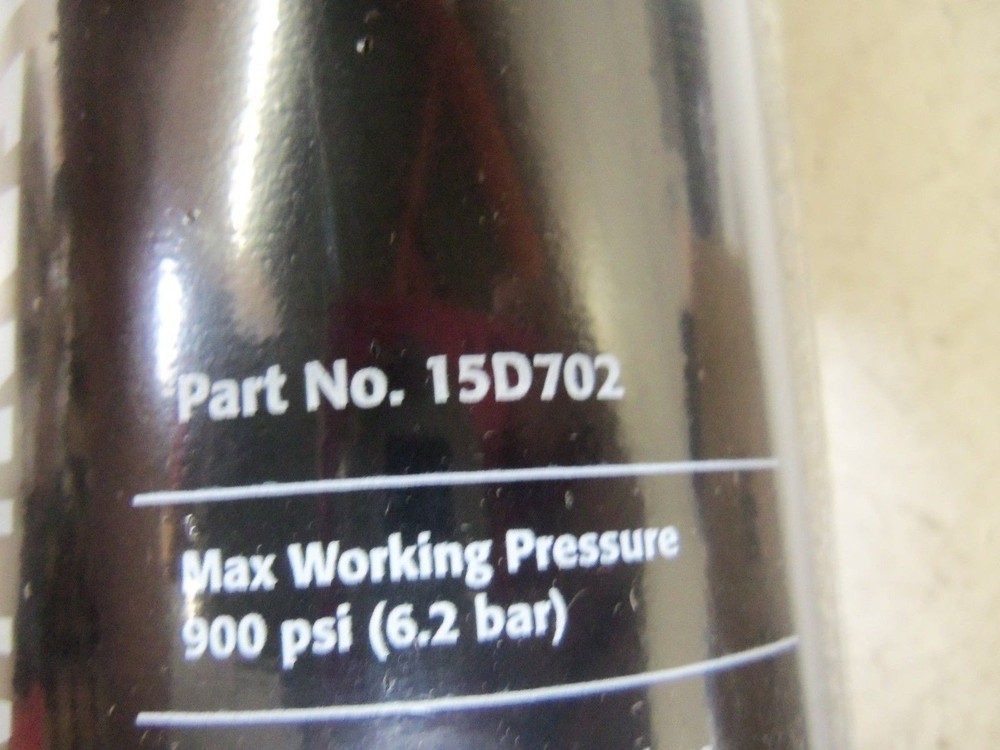 Part No. 15D702
Max Working Pressure
900 psi (6.2 bar)